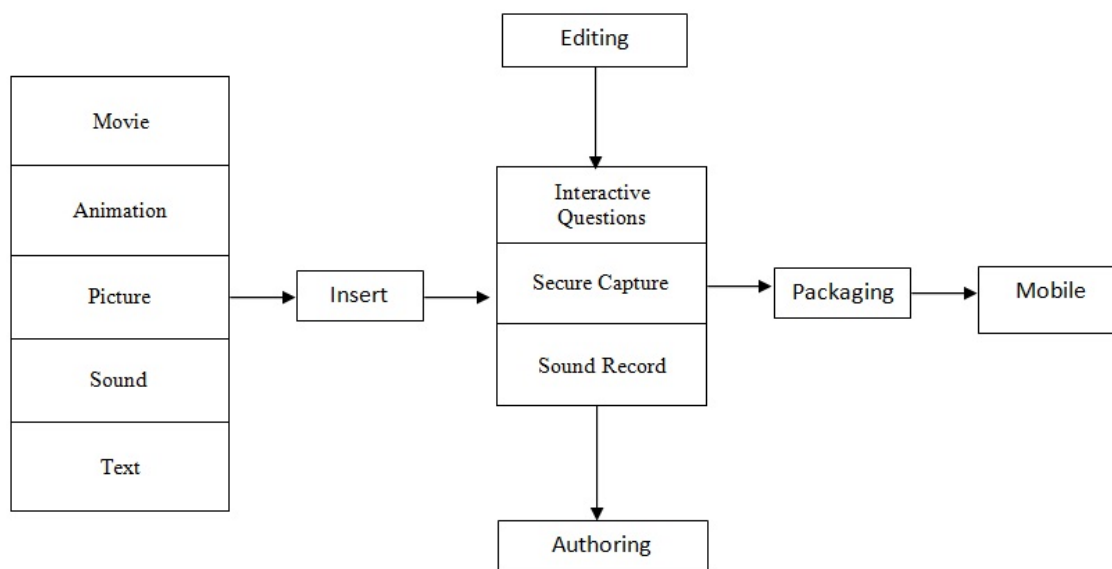 Editing
Movie
Animation
Picture
Sound
Text
Insert
Interactive
Questions
Secure Capture
Sound Record
Packaging
Mobile
Authoring